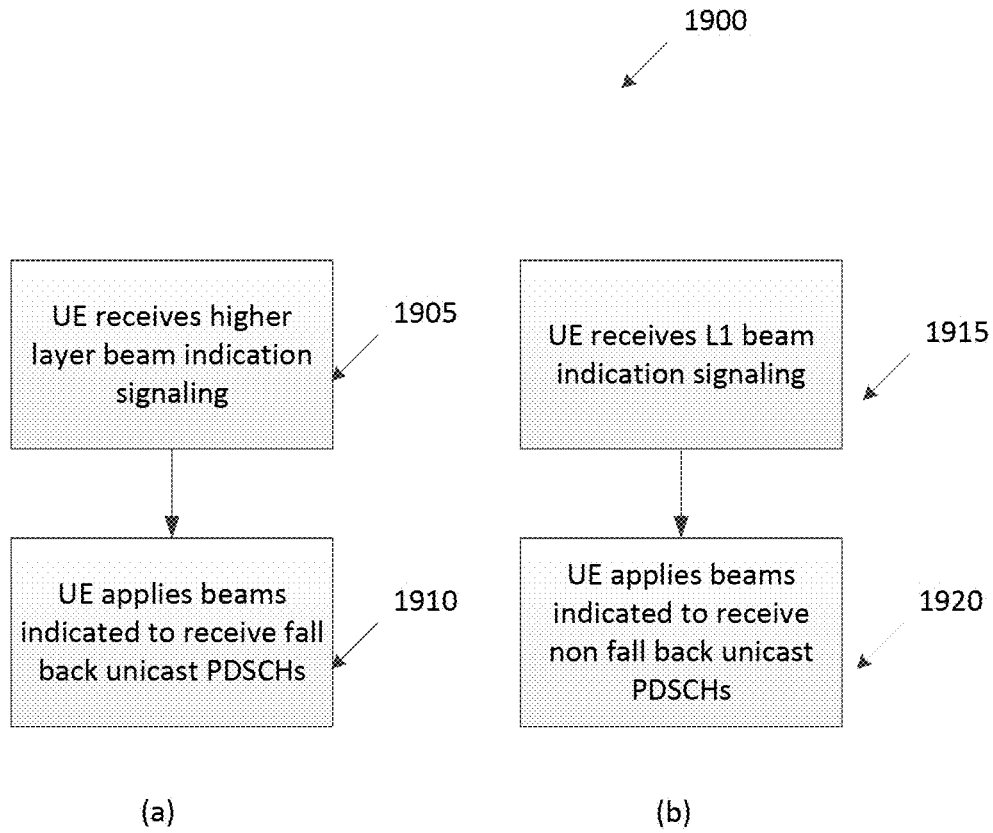 1900
UE receives higher
layer beam indication
signaling
1905
UE receives L1 beam
indication signaling
1915
UE applies beams
indicated to receive fall
back unicast PDSCHs
1910
UE applies beams
indicated to receive
non fall back unicast
PDSCHs
1920
(a)
(b)